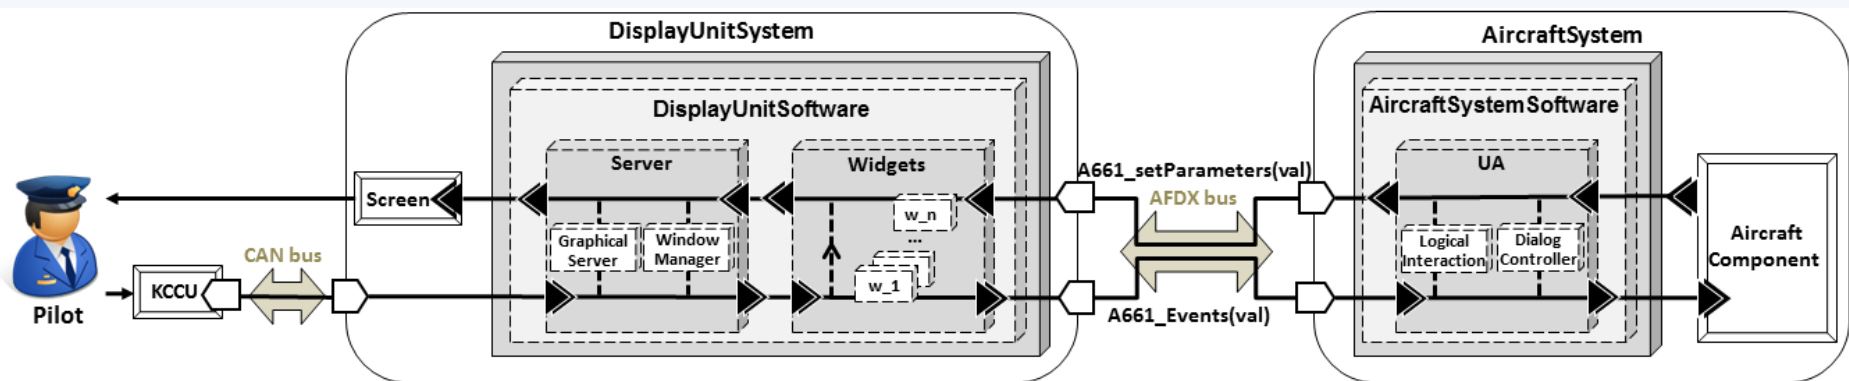 DisplayUnitSystem
AircraftSystem
DisplayUnitSoftware
AircraftSystemSoftware
Server
Widgets
A661_setParameters(val)
UA
Screen
w_n
AFDX bus
...
Graphical
Server
Window
Manager
Logical
Interaction
Dialog
Controller
Aircraft
Component
CAN bus
KCCU
w_1
Pilot
A661_Events(val)